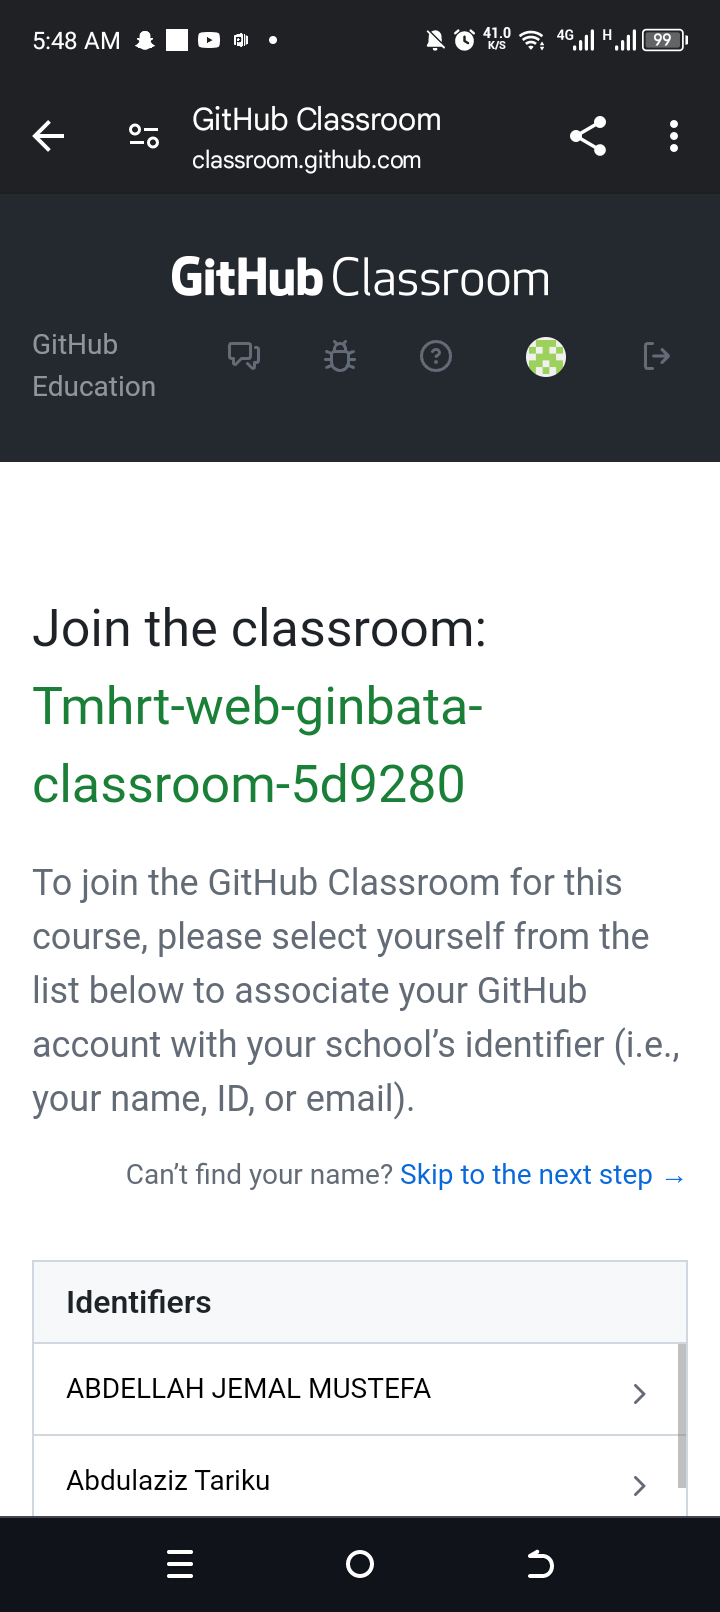 5:48 AM
41.0
K/S
4G
H
99
GitHub Classroom
classroom.github.com
GitHub Classroom
GitHub
Education
Join the classroom:
Tmhrt-web-ginbata-
classroom-5d9280
To join the GitHub Classroom for this
course, please select yourself from the
list below to associate your GitHub
account with your school’s identifier (i.e.,
your name, ID, or email).
Can’t find your name? Skip to the next step →
Identifiers
ABDELLAH JEMAL MUSTEFA
Abdulaziz Tariku